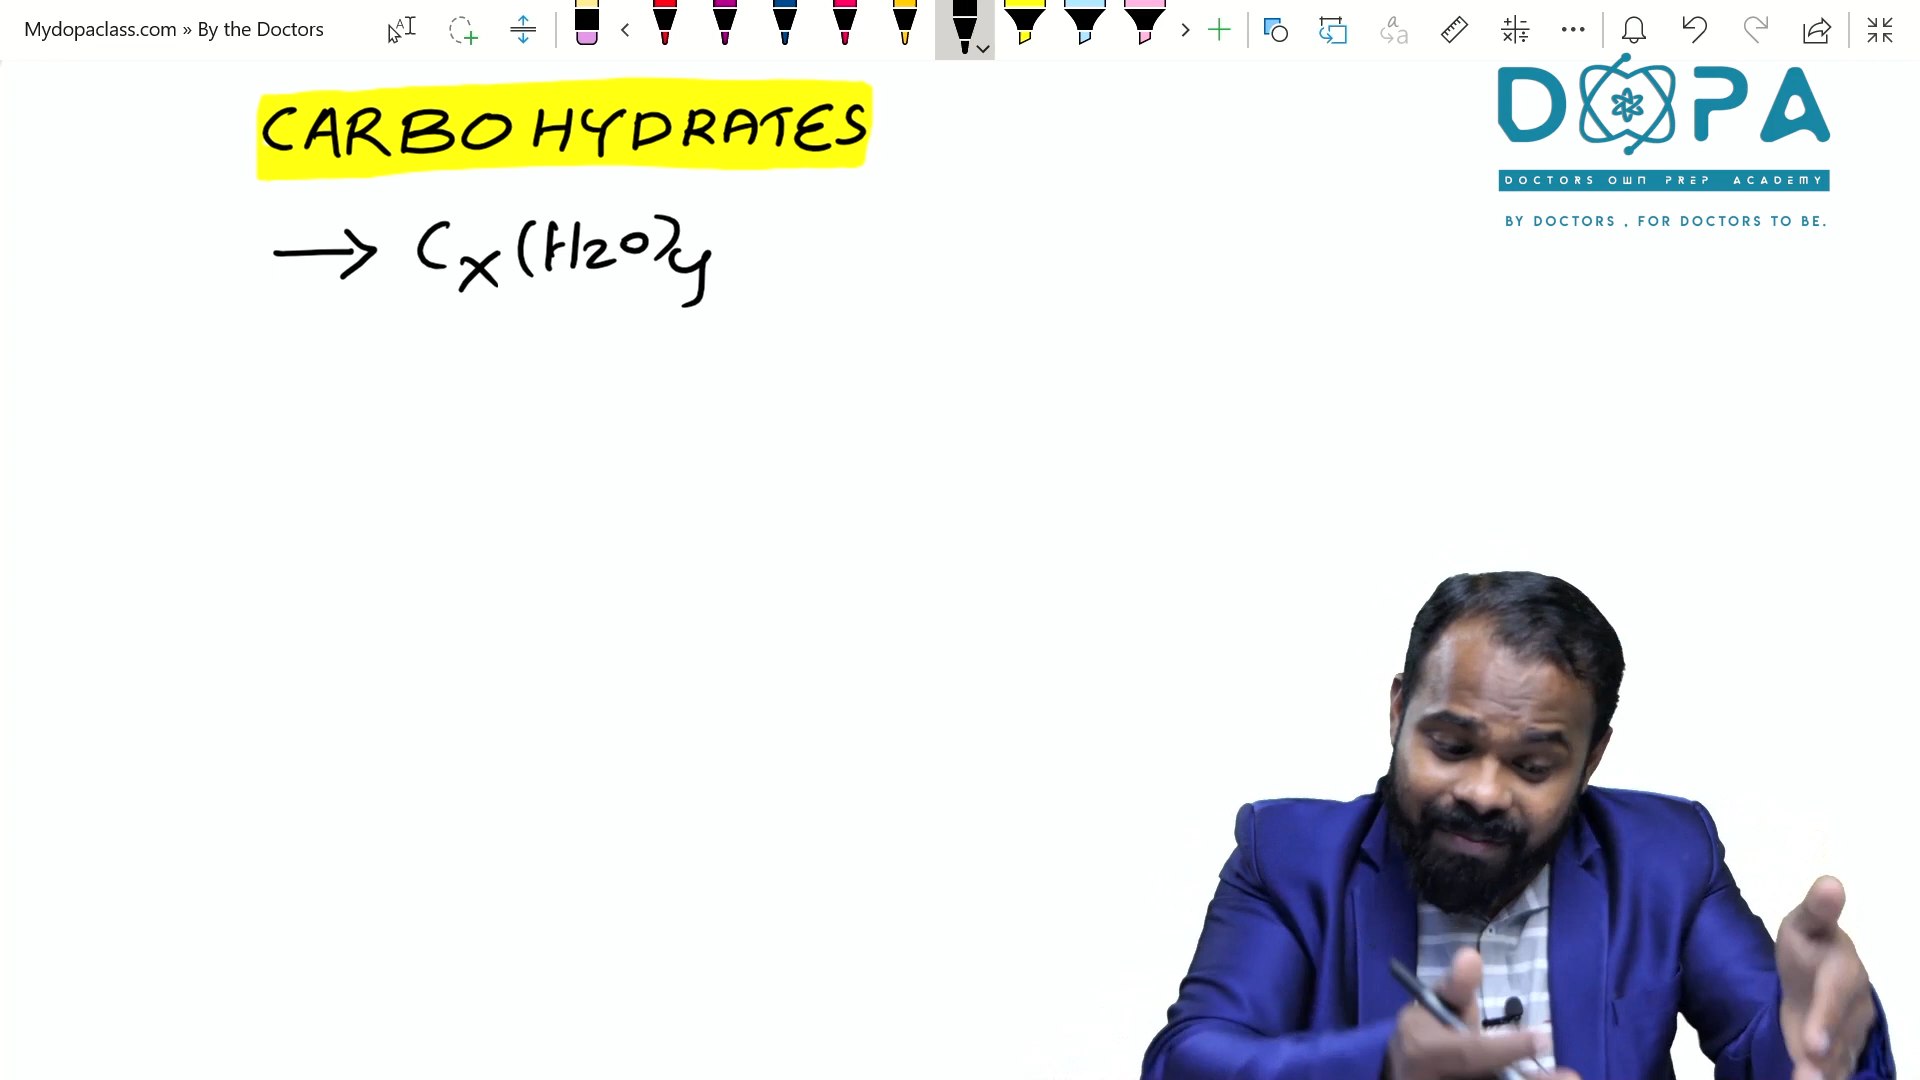 Mydopaclass.com » By the Doctors
CARBOHYDRATES
→ Cx(H2O)y
DOPA
DOCTORS OWN PREP ACADEMY
BY DOCTORS , FOR DOCTORS TO BE.